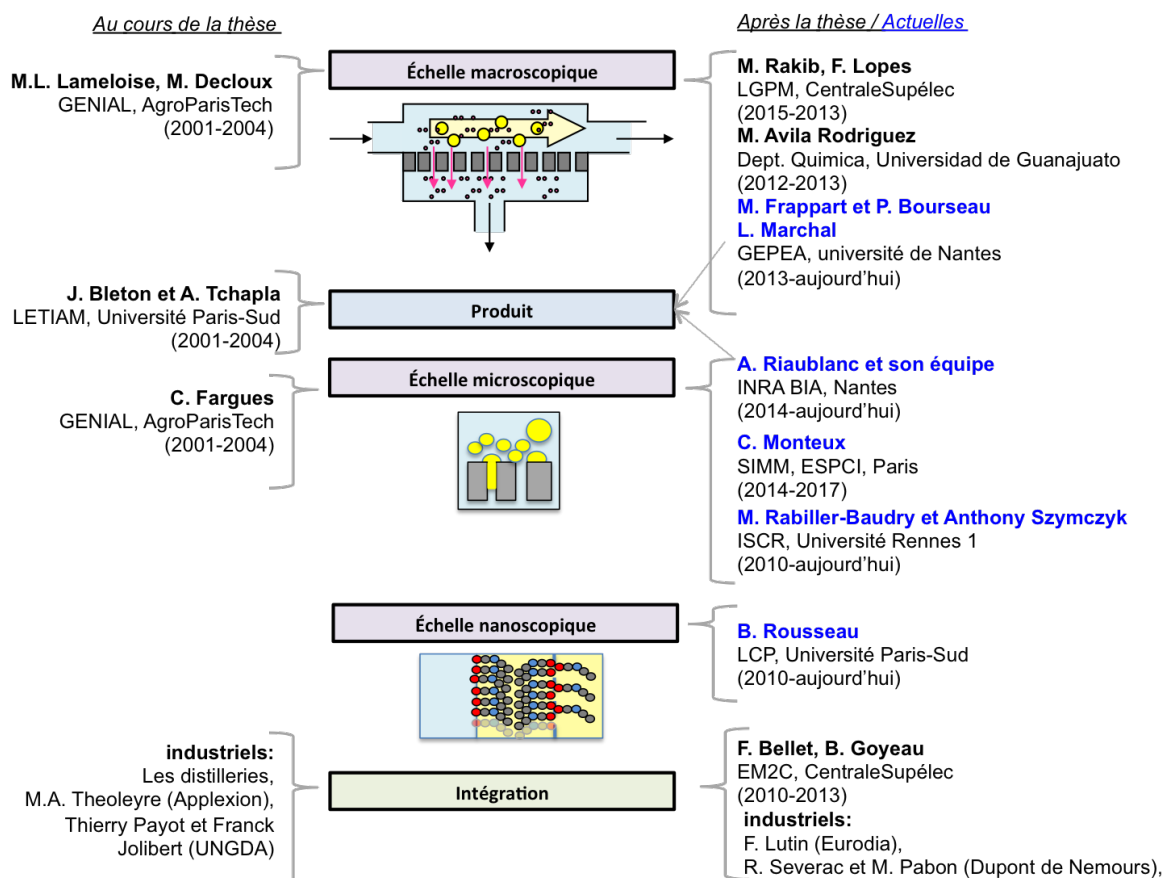 Au cours de la thèse
M.L. Lameloise, M. Decloux
GENIAL, AgroParisTech
(2001-2004)
J. Bleton et A. Tchapla
LETIAM, Université Paris-Sud
(2001-2004)
C. Fargues
GENIAL, AgroParisTech
(2001-2004)
industriels:
Les distilleries,
M.A. Theoleyre (Applexion),
Thierry Payot et Franck
Jolibert (UNGDA)
Échelle macroscopique
Produit
Échelle microscopique
Échelle nanoscopique
Intégration
Après la thèse / Actuelles
M. Rakib, F. Lopes
LGPM, CentraleSupélec
(2015-2013)
M. Avila Rodriguez
Dept. Quimica, Universidad de Guanajuato
(2012-2013)
M. Frappart et P. Bourseau
L. Marchal
GEPEA, université de Nantes
(2013-aujourd’hui)
A. Riaublanc et son équipe
INRA BIA, Nantes
(2014-aujourd’hui)
C. Monteux
SIMM, ESPCI, Paris
(2014-2017)
M. Rabiller-Baudry et Anthony Szymczyk
ISCR, Université Rennes 1
(2010-aujourd’hui)
B. Rousseau
LCP, Université Paris-Sud
(2010-aujourd’hui)
F. Bellet, B. Goyeau
EM2C, CentraleSupélec
(2010-2013)
industriels:
F. Lutin (Eurodia),
R. Severac et M. Pabon (Dupont de Nemours),